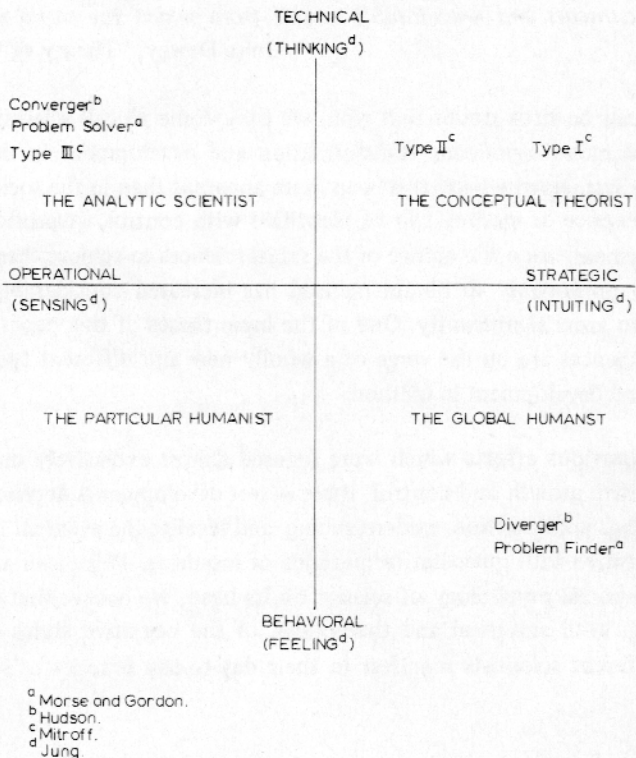 TECHNICAL
(THINKINGᵈ)
Convergerᵇ
Problem Solverᵃ
Type IIIᶜ
Type IIᶜ Type Iᶜ
THE ANALYTIC SCIENTIST THE CONCEPTUAL THEORIST
OPERATIONAL STRATEGIC
(SENSINGᵈ) (INTUITINGᵈ)
THE PARTICULAR HUMANIST THE GLOBAL HUMANST
Divergerᵇ
Problem Finderᵃ
BEHAVIORAL
(FEELINGᵈ)
ᵃ Morse and Gordon.
ᵇ Hudson.
ᶜ Mitroff.
ᵈ Jung.